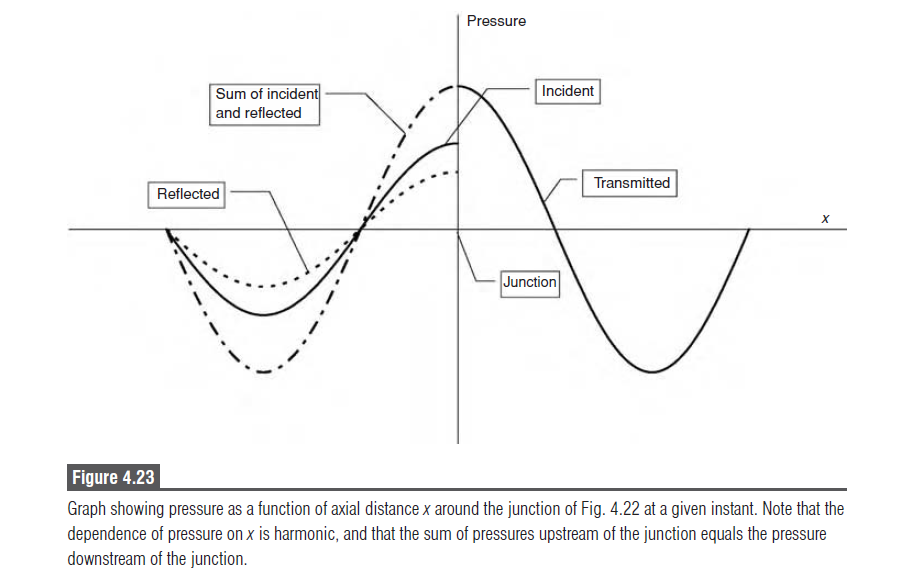 Pressure
Sum of incident
and reflected
Incident
Reflected
Transmitted
x
Junction
Figure 4.23
Graph showing pressure as a function of axial distance x around the junction of Fig. 4.22 at a given instant. Note that the
dependence of pressure on x is harmonic, and that the sum of pressures upstream of the junction equals the pressure
downstream of the junction.